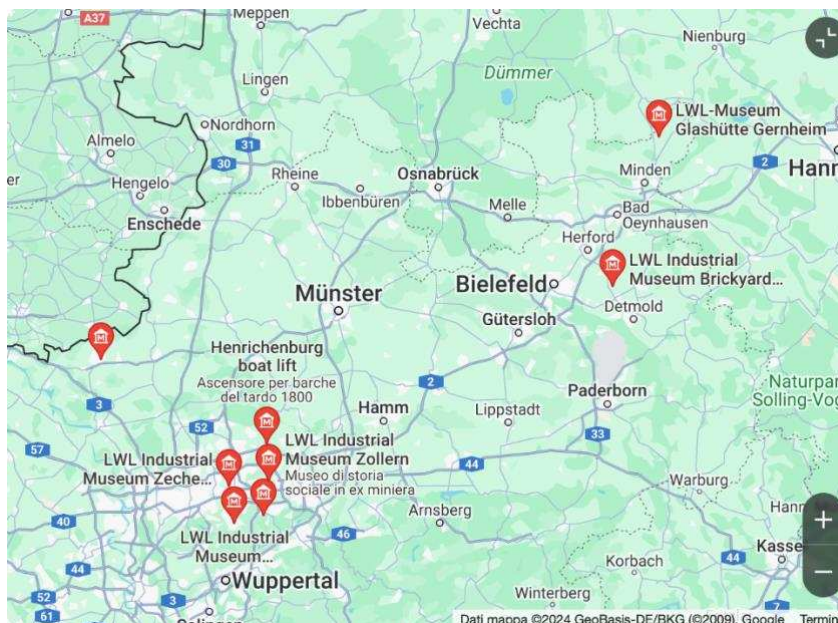 A37
Meppen
Vechta
Nienburg
Lingen
Dümmer
LWL-Museum
Glashütte Gernheim
Nordhorn
Almelo
31
30
Rheine
Osnabrück
2
Hann
Minden
Hengelo
Ibbenbüren
Melle
Bad
Oeynhausen
Enschede
Herford
LWL Industrial
Museum Brickyard...
Bielefeld
Münster
Detmold
Gütersloh
Henrichenburg
boat lift
Ascensore per barche
del tardo 1800
2
Naturpar
Solling-Vog
3
Paderborn
Hamm
Lippstadt
52
33
57
LWL Industrial
Museum Zeche...
LWL Industrial
Museum Zollern
Museo di storia
sociale in ex miniera
44
Warburg
Arnsberg
40
LWL Industrial
Museum...
46
44
Kasse
Korbach
44
3
Wuppertal
52
61
Winterberg
7
Dati mappa ©2024 GeoBasis-DE/BKG (©2009), Google
Termin